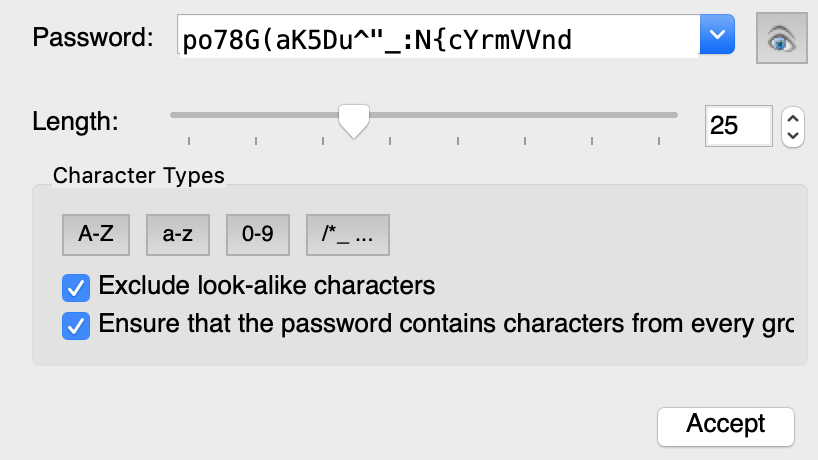 Password: po78G(aK5Du^"_:N{cYrmVVnd
Length: 25
Character Types
A-Z a-z 0-9 /*_ ...
Exclude look-alike characters
Ensure that the password contains characters from every gro
Accept